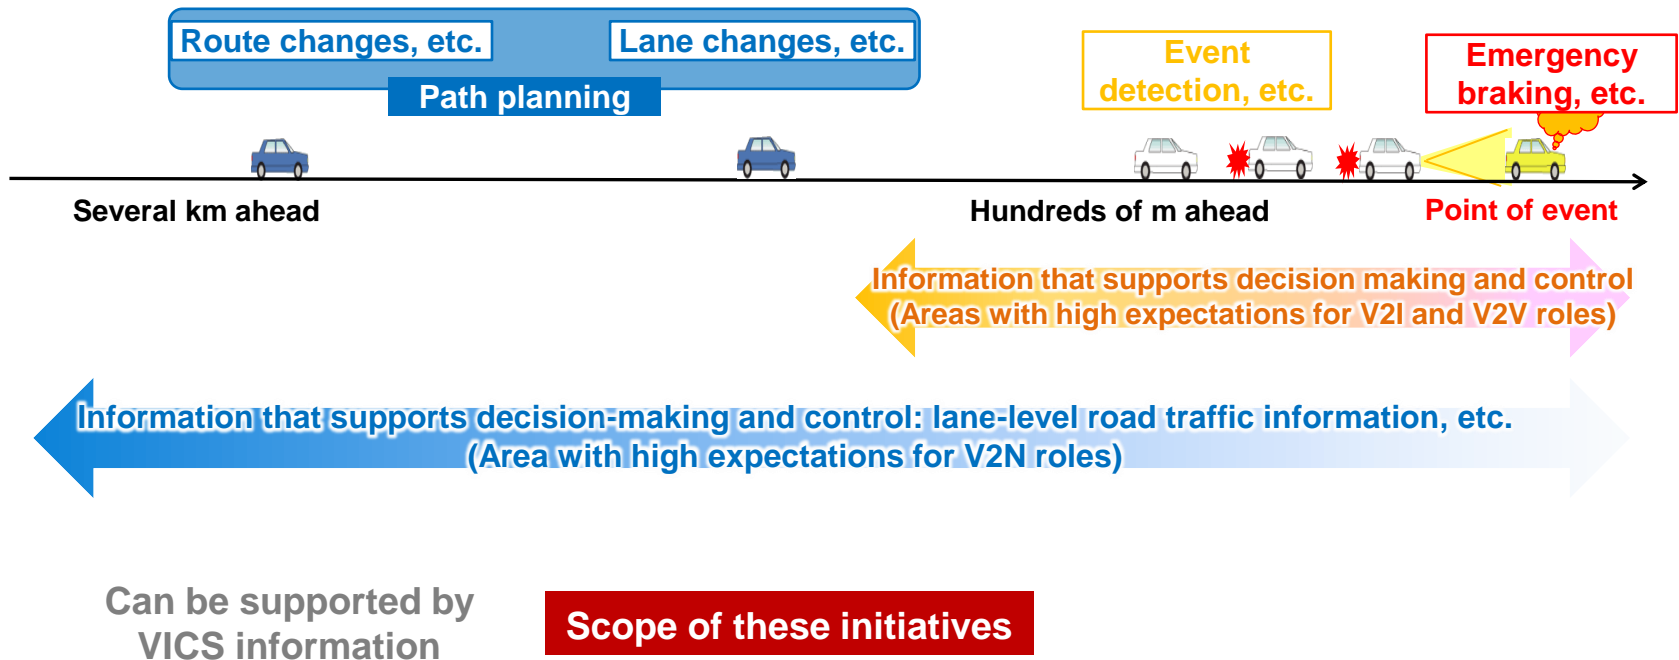 Route changes, etc.
Lane changes, etc.
Path planning
Event
detection, etc.
Emergency
braking, etc.
Several km ahead
Hundreds of m ahead
Point of event
Information that supports decision making and control
(Areas with high expectations for V2I and V2V roles)
Information that supports decision-making and control: lane-level road traffic information, etc.
(Area with high expectations for V2N roles)
Can be supported by
VICS information
Scope of these initiatives